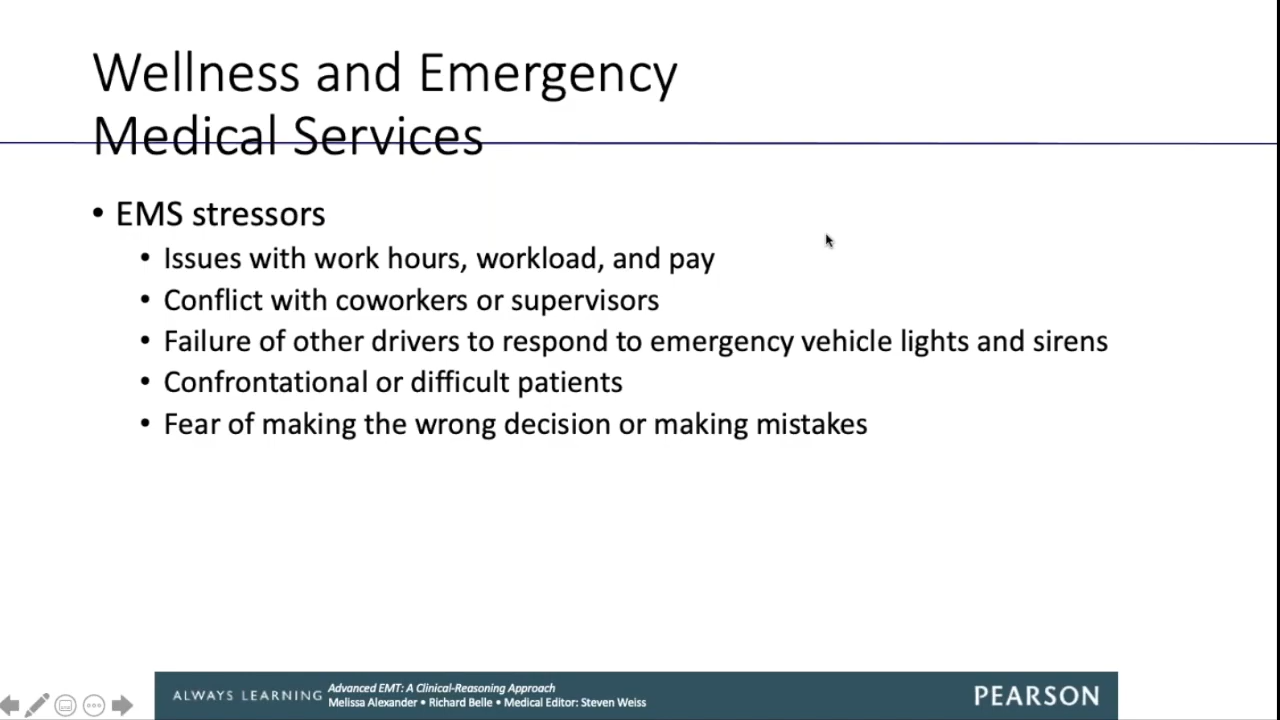 Wellness and Emergency
Medical Services
• EMS stressors
• Issues with work hours, workload, and pay
• Conflict with coworkers or supervisors
• Failure of other drivers to respond to emergency vehicle lights and sirens
• Confrontational or difficult patients
• Fear of making the wrong decision or making mistakes
ALWAYS LEARNING
Advanced EMT: A Clinical-Reasoning Approach
Melissa Alexander • Richard Belle • Medical Editor: Steven Weiss
PEARSON